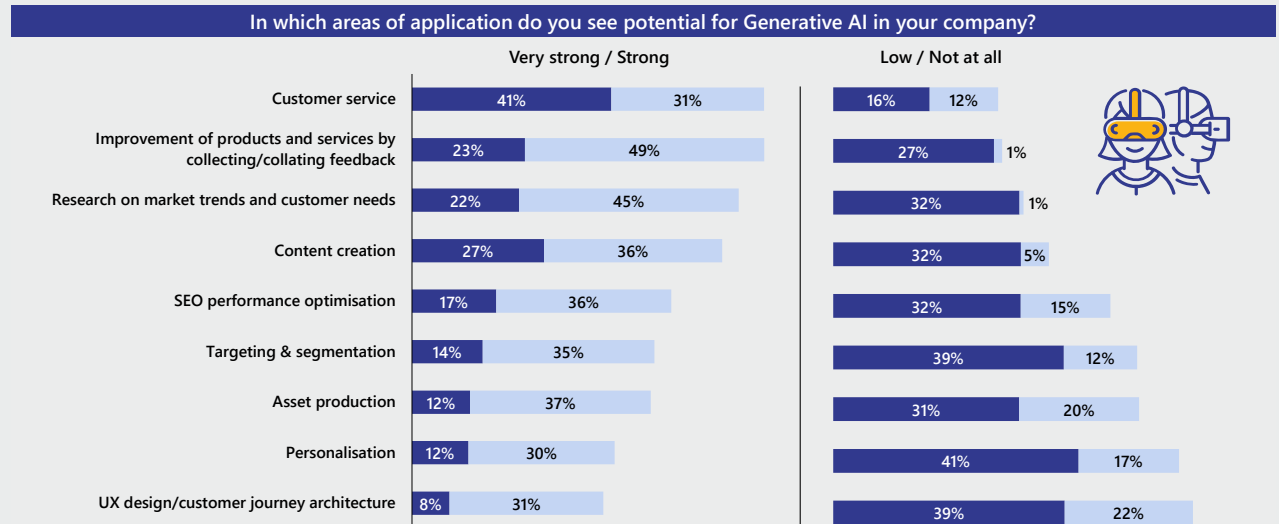 In which areas of application do you see potential for Generative AI in your company?
Very strong / Strong
Low / Not at all
Customer service
41%
31%
16%
12%
Improvement of products and services by
collecting/collating feedback
23%
49%
27%
1%
Research on market trends and customer needs
22%
45%
32%
1%
Content creation
27%
36%
32%
5%
SEO performance optimisation
17%
36%
32%
15%
Targeting & segmentation
14%
35%
39%
12%
Asset production
12%
37%
31%
20%
Personalisation
12%
30%
41%
17%
UX design/customer journey architecture
8%
31%
39%
22%